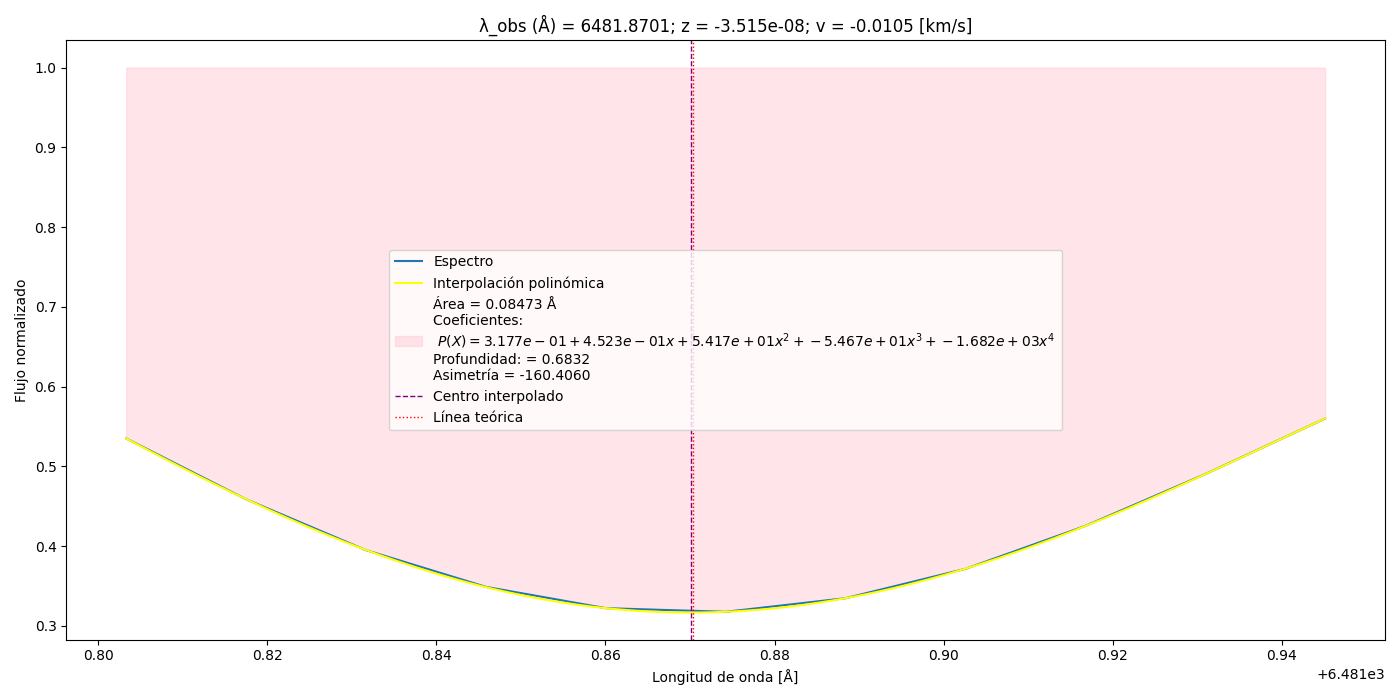 λ_obs (Å) = 6481.8701; z = -3.515e-08; v = -0.0105 [km/s]
1.0
0.9
0.8
0.7
0.6
0.5
0.4
0.3
Flujo normalizado
Espectro
Interpolación polinómica
Área = 0.08473 Å
Coeficientes:
P(X) = 3.177e − 01 + 4.523e − 01x + 5.417e + 01x² + −5.467e + 01x³ + −1.682e + 03x⁴
Profundidad: = 0.6832
Asimetría = -160.4060
Centro interpolado
Línea teórica
0.80 0.82 0.84 0.86 0.88 0.90 0.92 0.94
+6.481e3
Longitud de onda [Å]